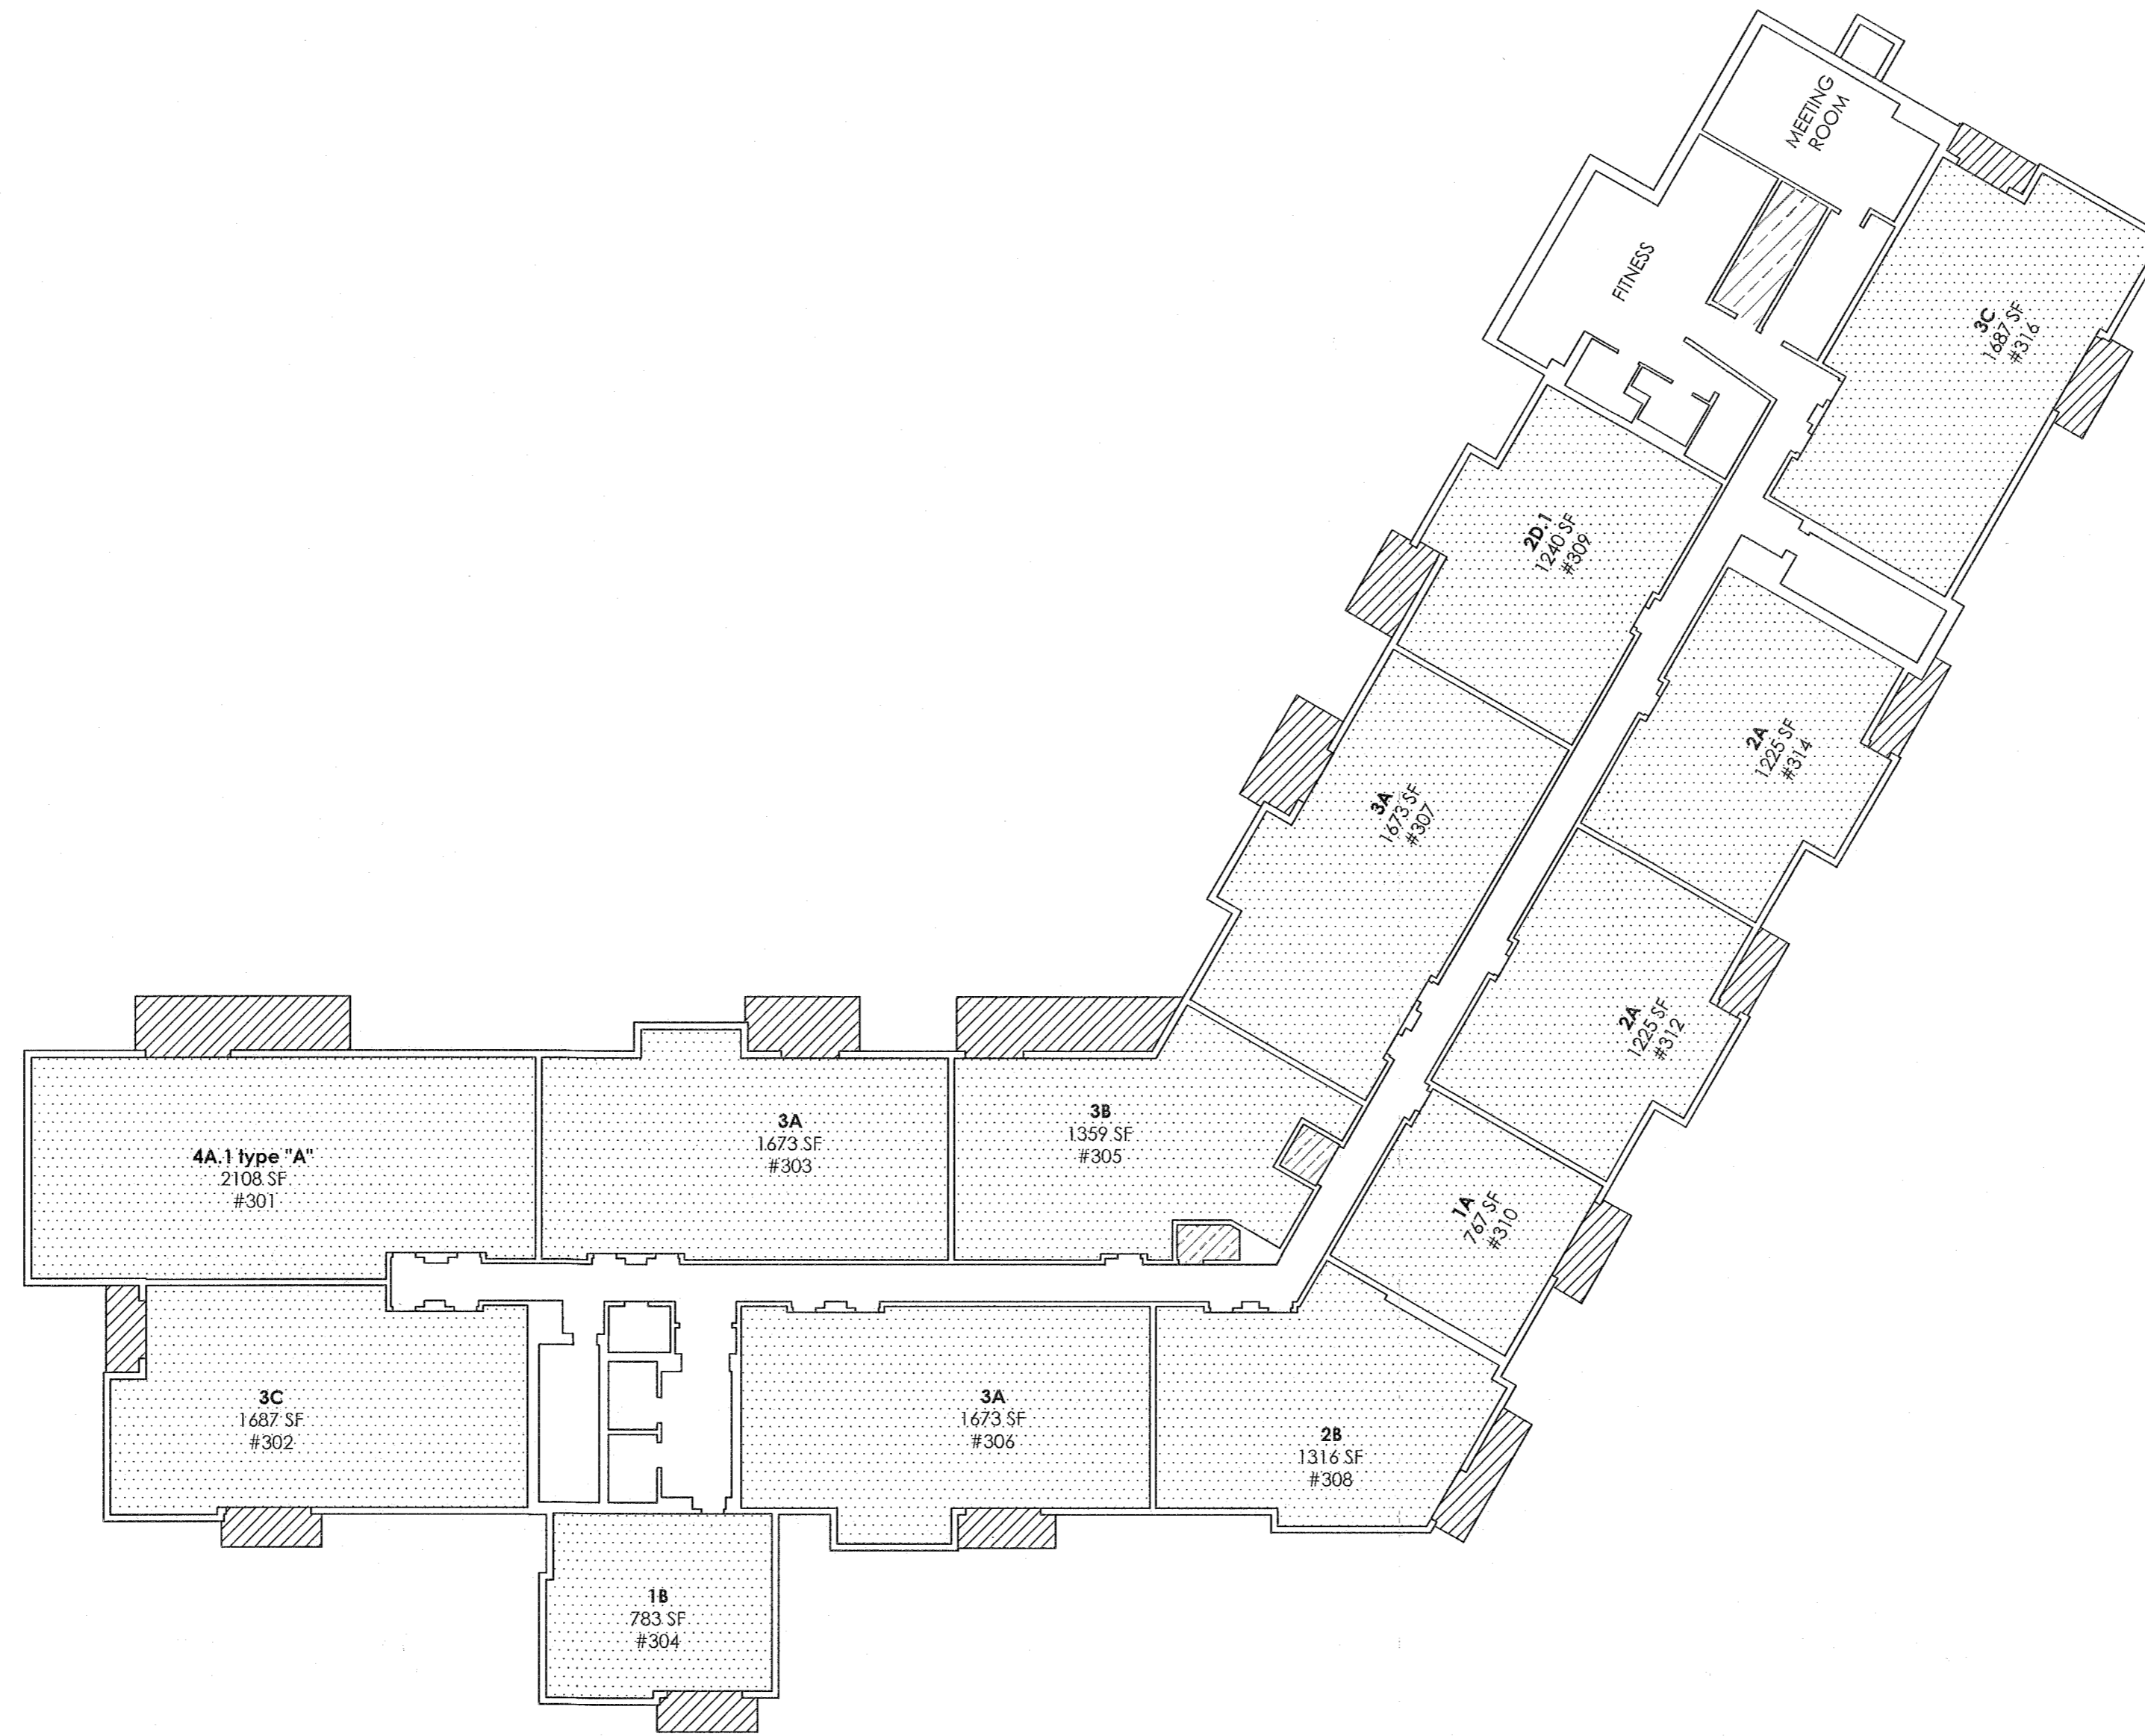 MEETING
ROOM
FITNESS
3C
1687 SF
#316
2D.1
1240 SF
#309
2A
1225 SF
#314
3A
1673 SF
#307
2A
1225 SF
#312
1A
767 SF
#310
4A.1 type "A"
2108 SF
#301
3A
1673 SF
#303
3B
1359 SF
#305
3C
1687 SF
#302
3A
1673 SF
#306
2B
1316 SF
#308
1B
783 SF
#304